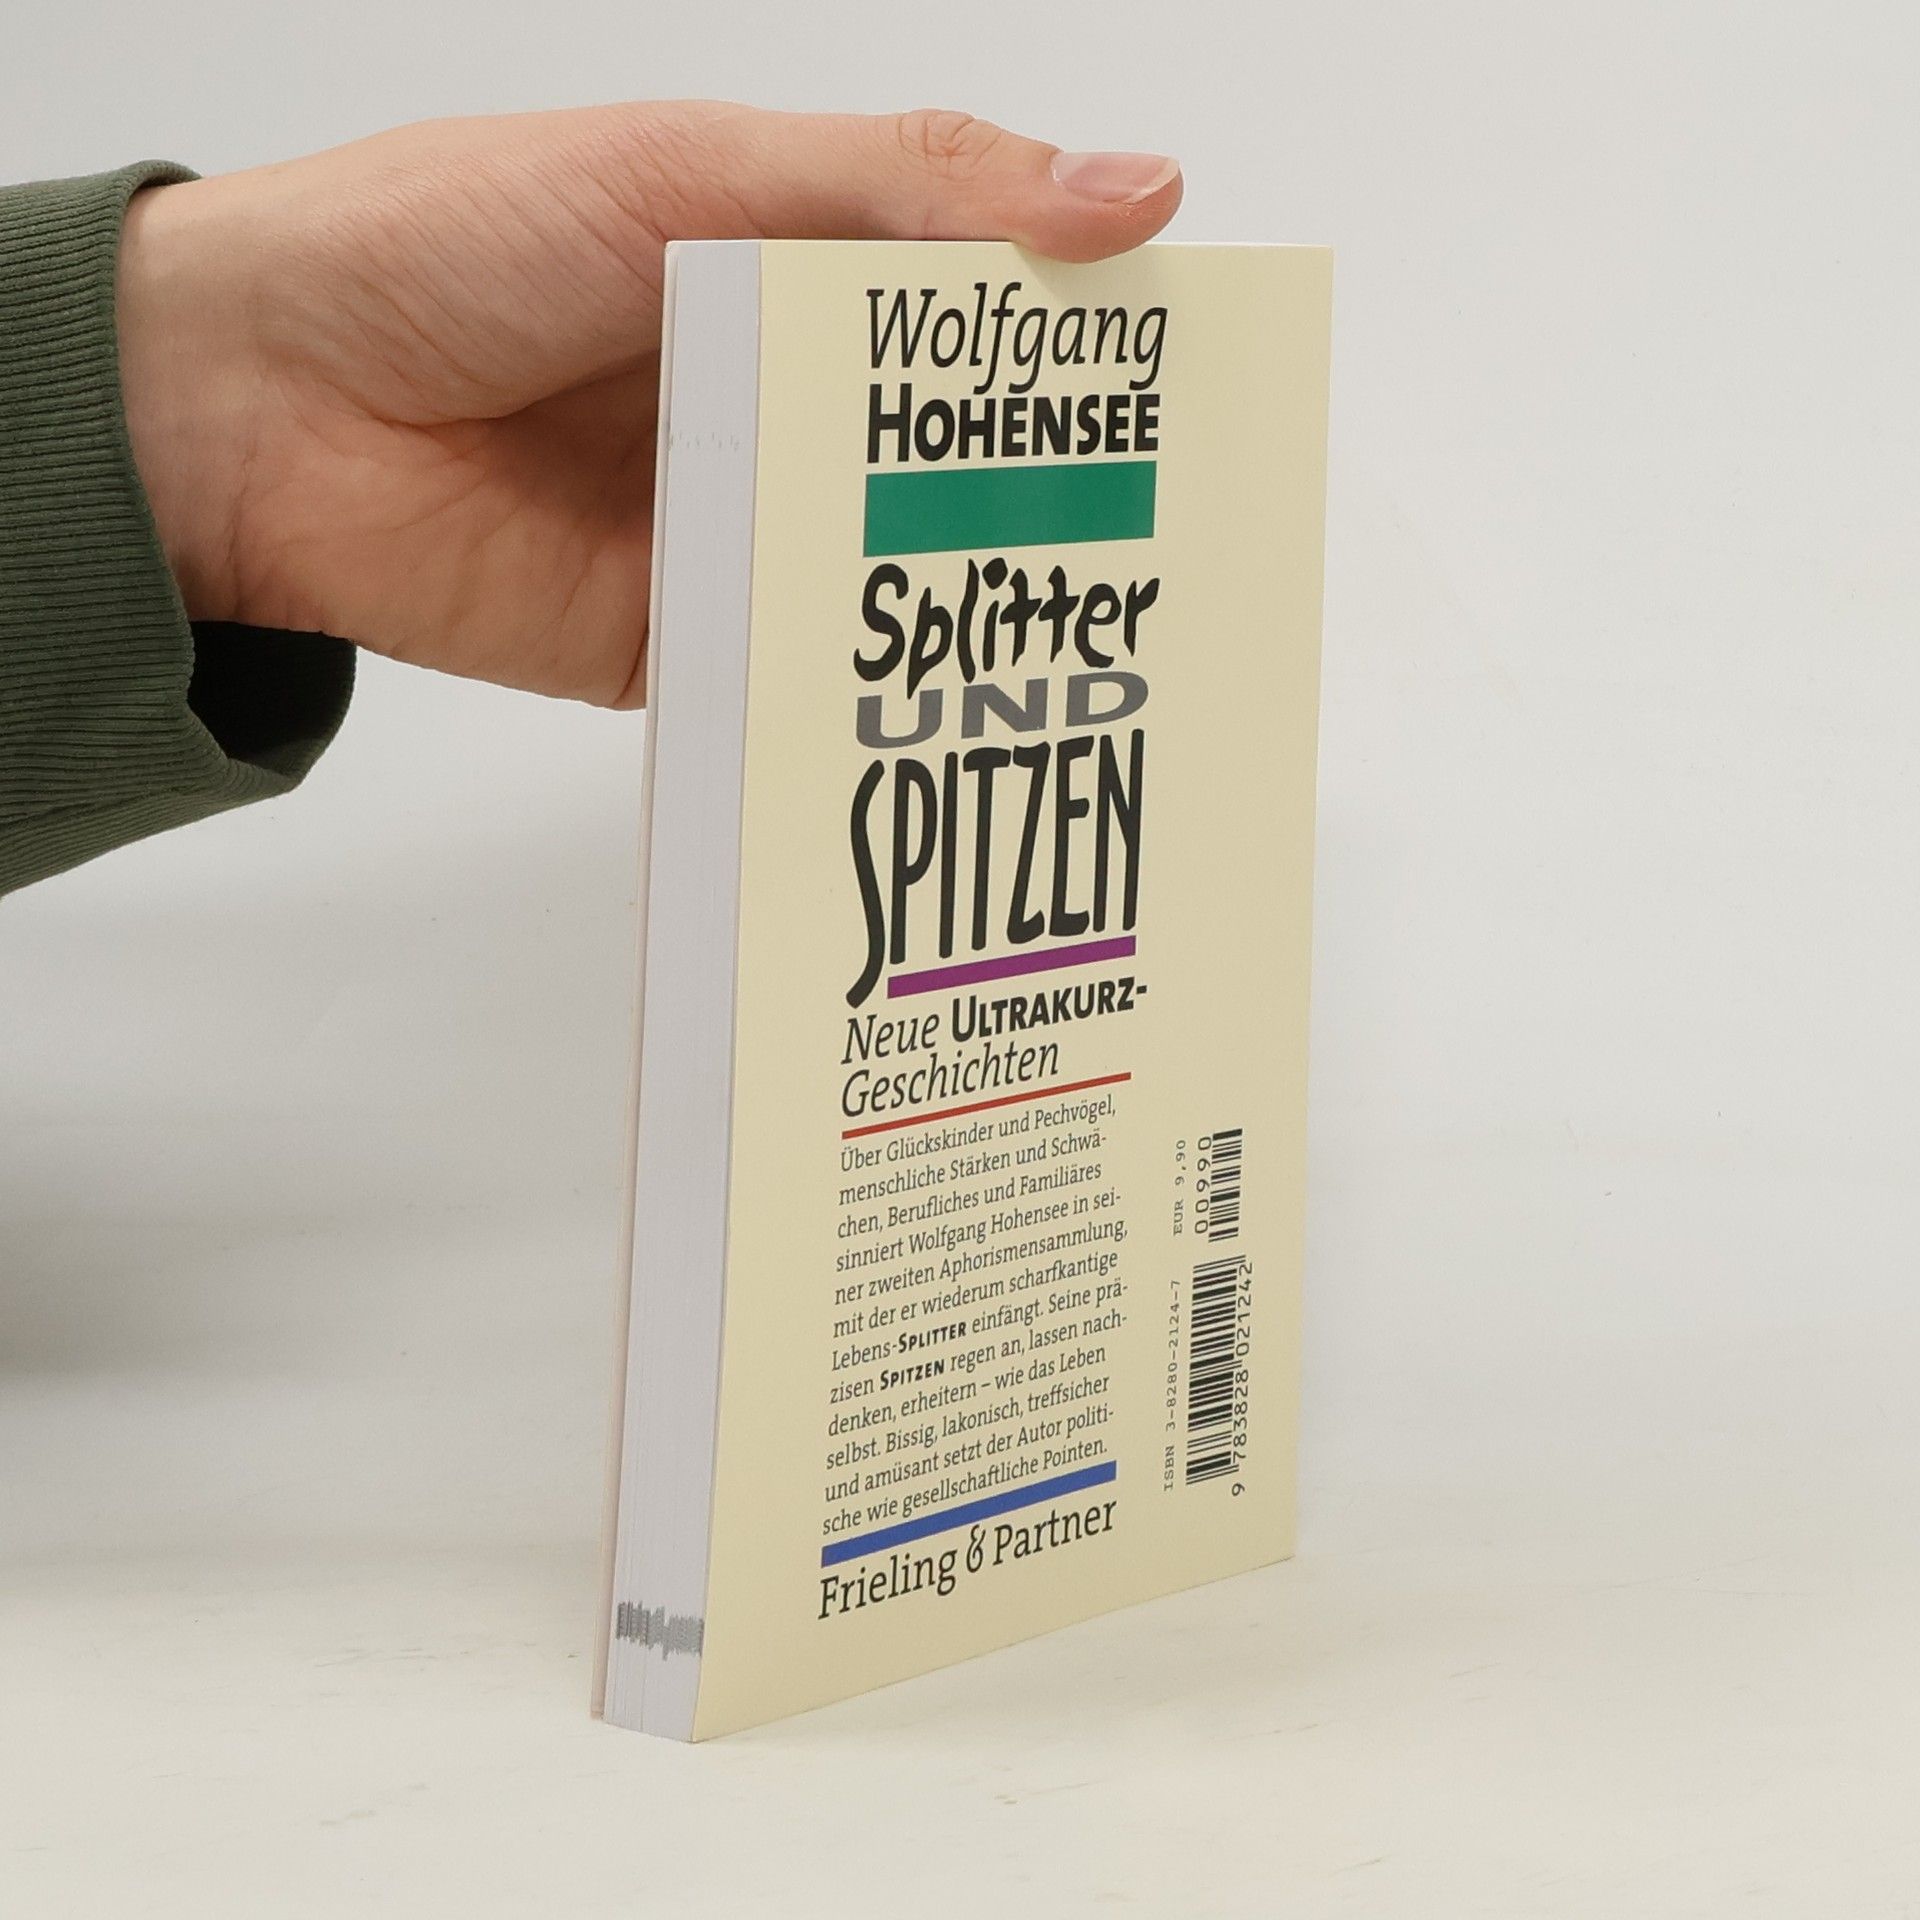 Wolfgang
HOHENSEE
Splitter
UND
SPITZEN
Neue ULTRAKURZ-
Geschichten
Über Glückskinder und Pechvögel,
menschliche Stärken und Schwä-
chen, Berufliches und Familiäres
sinniert Wolfgang Hohensee in sei-
ner zweiten Aphorismensammlung,
mit der er wiederum scharfkantige
Lebens-SPLITTER einfängt. Seine prä-
zisen SPITZEN regen an, lassen nach-
denken, erheitern – wie das Leben
selbst. Bissig, lakonisch, treffsicher
und amüsant setzt der Autor politi-
sche wie gesellschaftliche Pointen.
Frieling & Partner
ISBN 3-8280-2124-7
EUR 9,90
9 783828 021242
00990